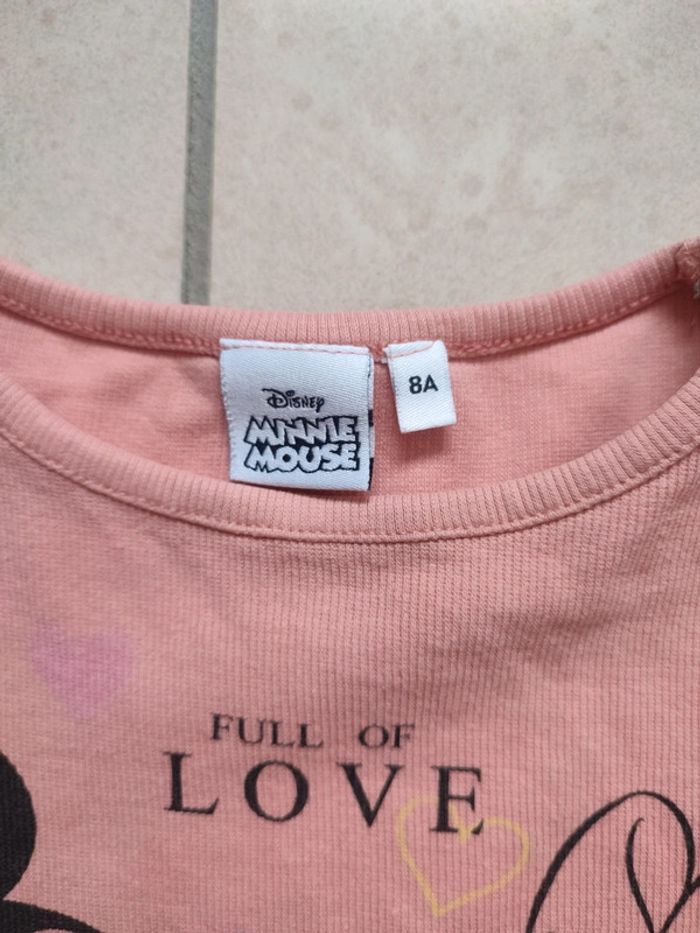 Disney
MINNIE
MOUSE
8A
FULL OF
LOVE